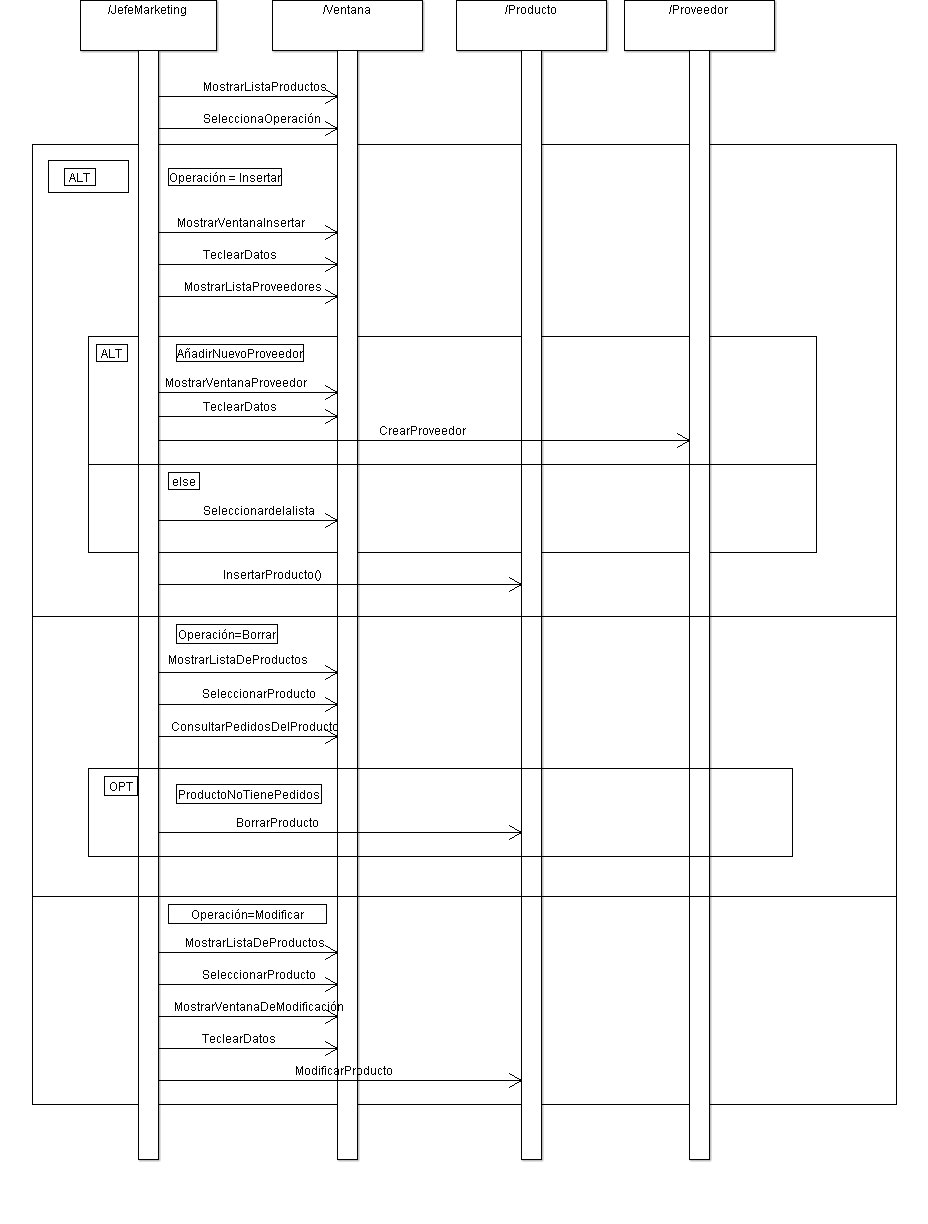 /JefeMarketing
/Ventana
/Producto
/Proveedor
MostrarListaProductos
SeleccionaOperación
ALT
Operación = Insertar
MostrarVentanaInsertar
TeclearDatos
MostrarListaProveedores
ALT
AñadirNuevoProveedor
MostrarVentanaProveedor
TeclearDatos
CrearProveedor
else
Seleccionardelalista
InsertarProducto()
Operación=Borrar
MostrarListaDeProductos
SeleccionarProducto
ConsultarPedidosDelProducto
OPT
ProductoNoTienePedidos
BorrarProducto
Operación=Modificar
MostrarListaDeProductos
SeleccionarProducto
MostrarVentanaDeModificación
TeclearDatos
ModificarProducto